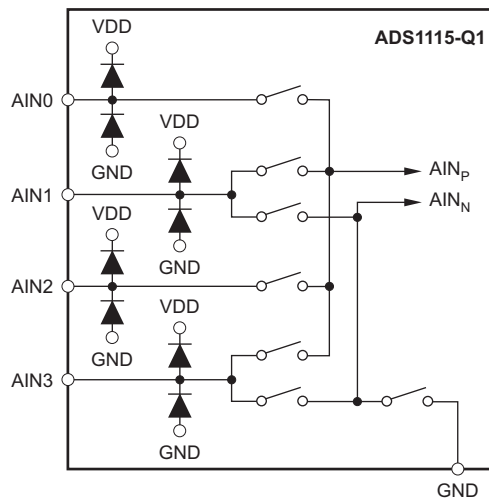 ADS1115-Q1
VDD
AIN0
GND
VDD
AIN1
GND
VDD
AIN2
GND
VDD
AIN3
GND
AINP
AINN
GND